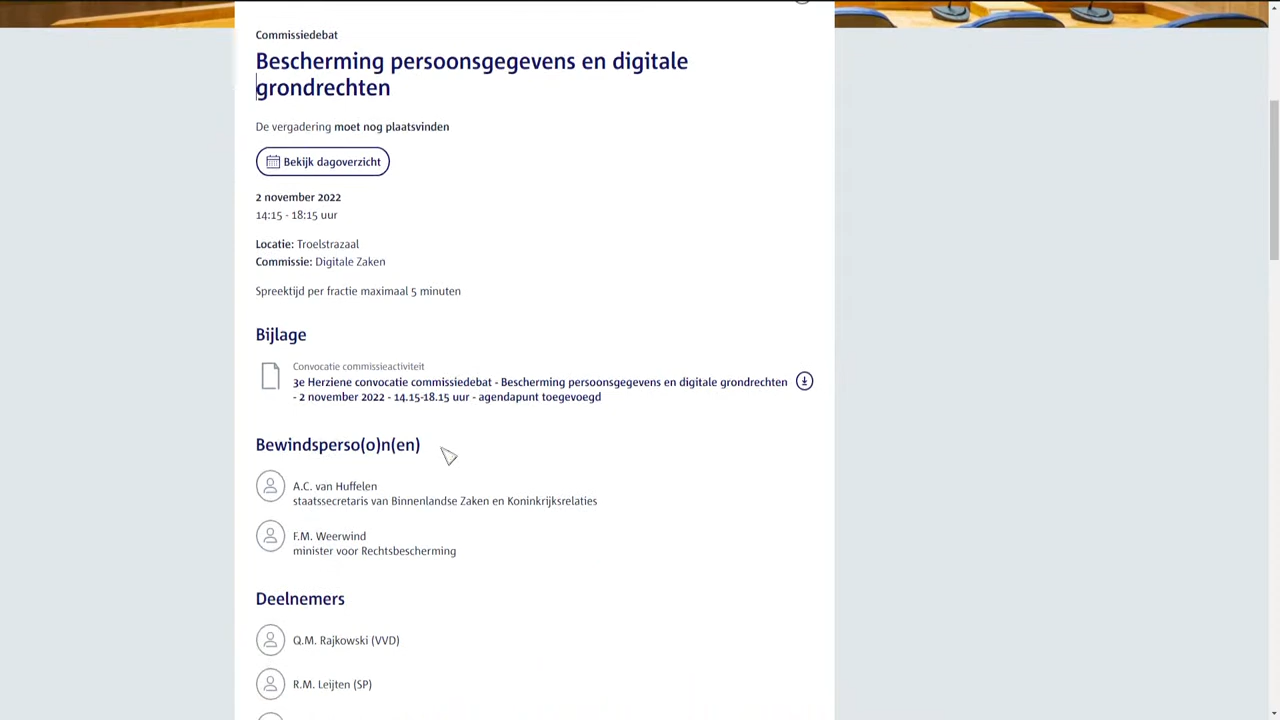 Commissiedebat
Bescherming persoonsgegevens en digitale
grondrechten
De vergadering moet nog plaatsvinden
Bekijk dagoverzicht
2 november 2022
14:15 - 18:15 uur
Locatie: Troelstrazaal
Commissie: Digitale Zaken
Spreektijd per fractie maximaal 5 minuten
Bijlage
Convocatie commissieactiviteit
3e Herziene convocatie commissiedebat - Bescherming persoonsgegevens en digitale grondrechten
- 2 november 2022 - 14.15-18.15 uur - agendapunt toegevoegd
Bewindsperso(o)n(en)
A.C. van Huffelen
staatssecretaris van Binnenlandse Zaken en Koninkrijksrelaties
F.M. Weerwind
minister voor Rechtsbescherming
Deelnemers
Q.M. Rajkowski (VVD)
R.M. Leijten (SP)